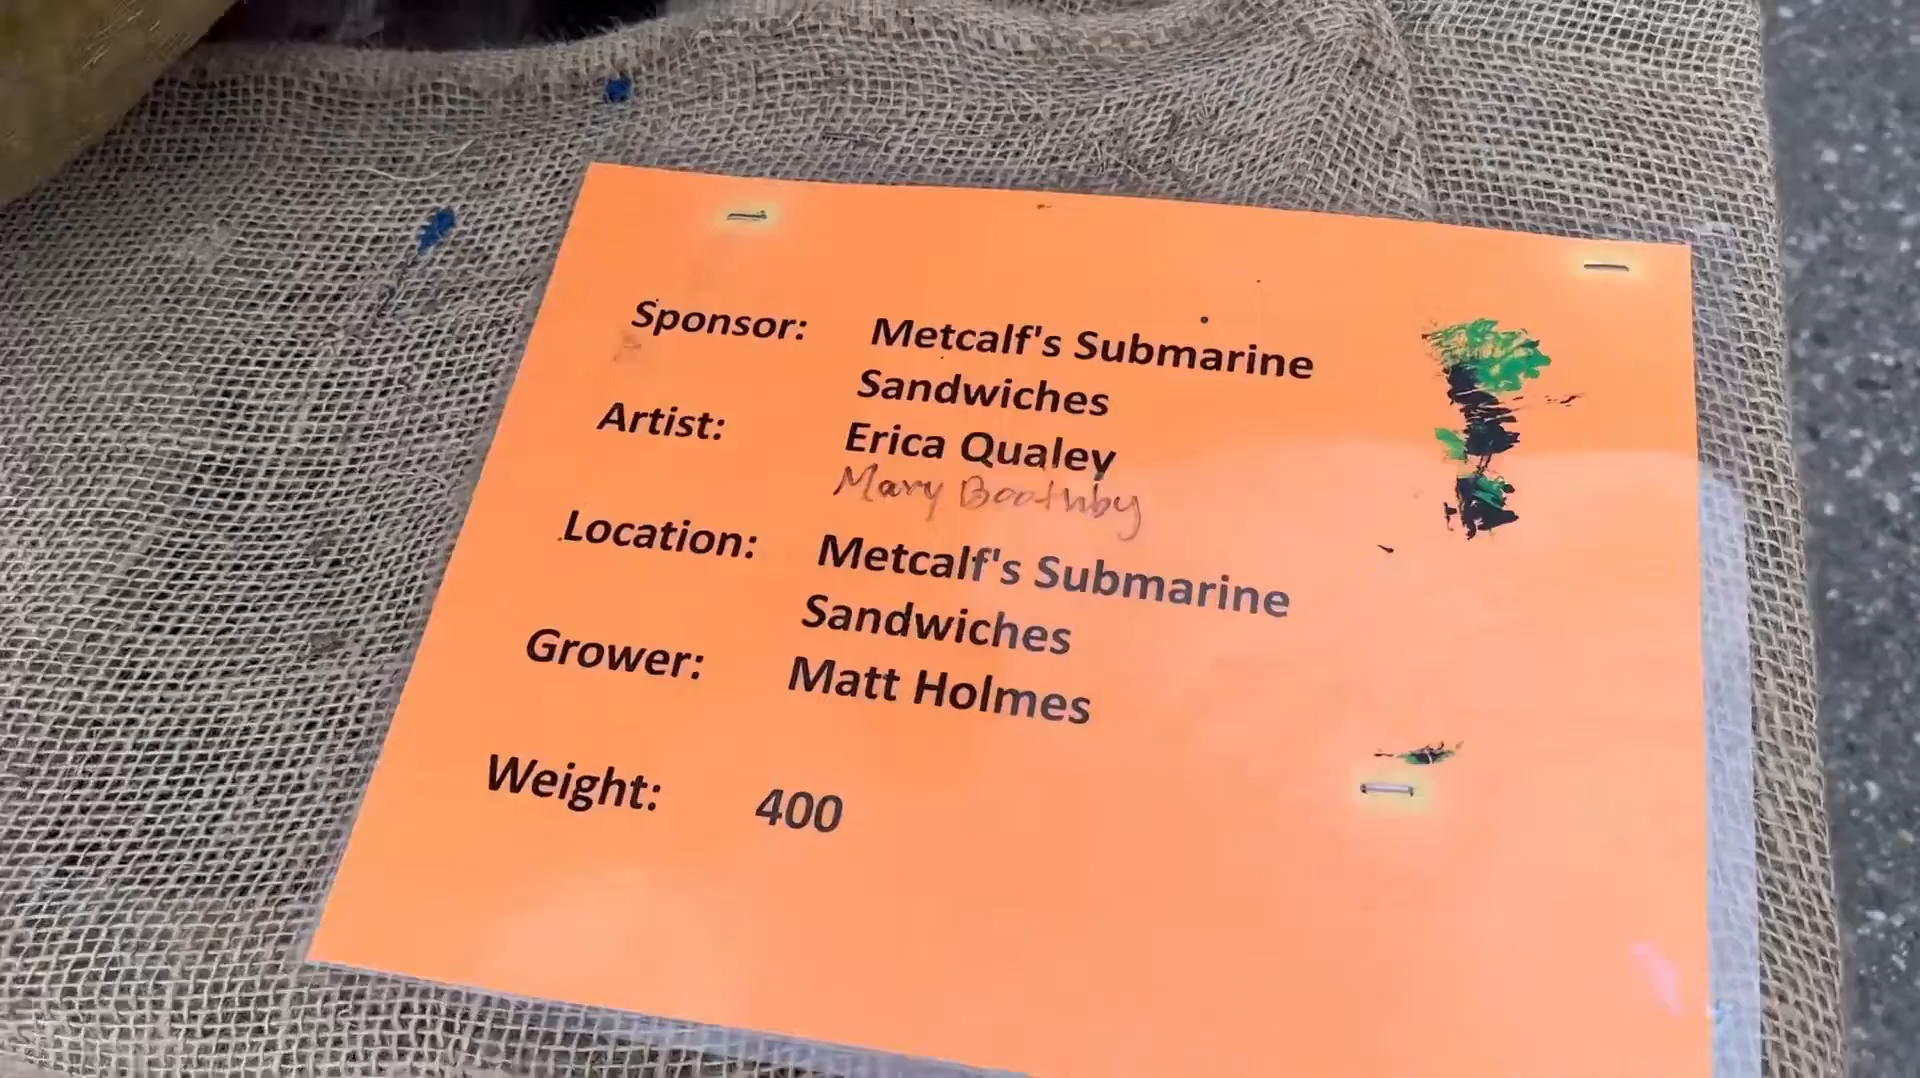 Sponsor: Metcalf's Submarine
Sandwiches
Artist: Erica Qualey
Mary Boothby
Location: Metcalf's Submarine
Sandwiches
Grower: Matt Holmes
Weight: 400